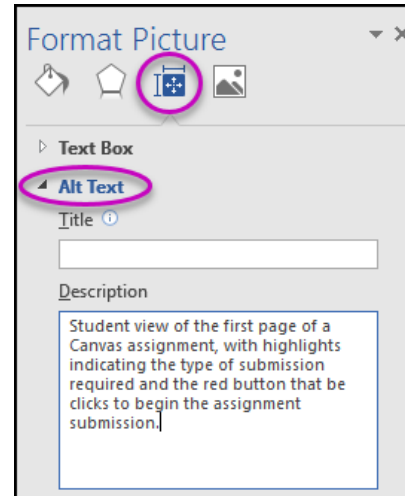 Format Picture
Text Box
Alt Text
Title
Description
Student view of the first page of a
Canvas assignment, with highlights
indicating the type of submission
required and the red button that be
clicks to begin the assignment
submission.